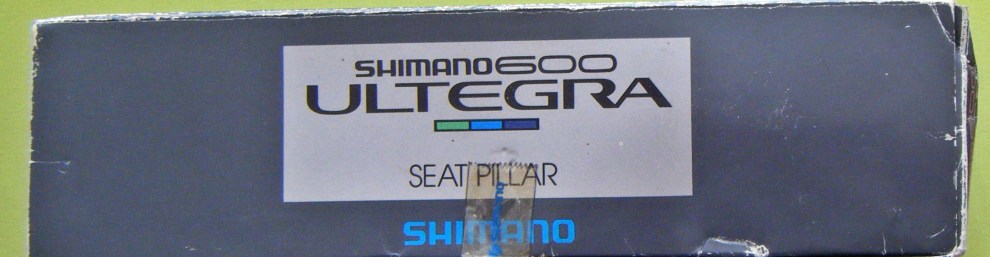 SHIMANO600
ULTEGRA
SEAT PILLAR
SHIMANO